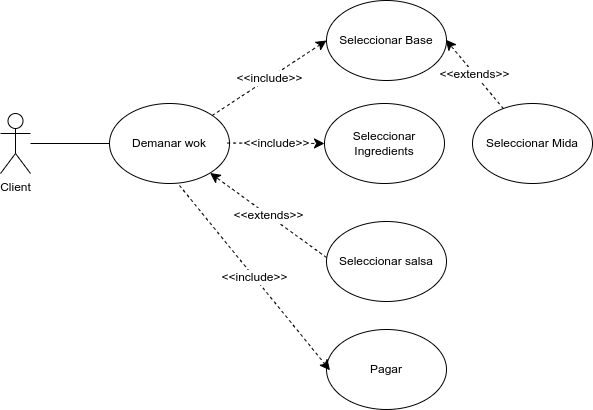 Seleccionar Base
<<include>>
<<extends>>
Demanar wok
<<include>>
Seleccionar
Ingredients
Seleccionar Mida
Client
<<extends>>
Seleccionar salsa
<<include>>
Pagar